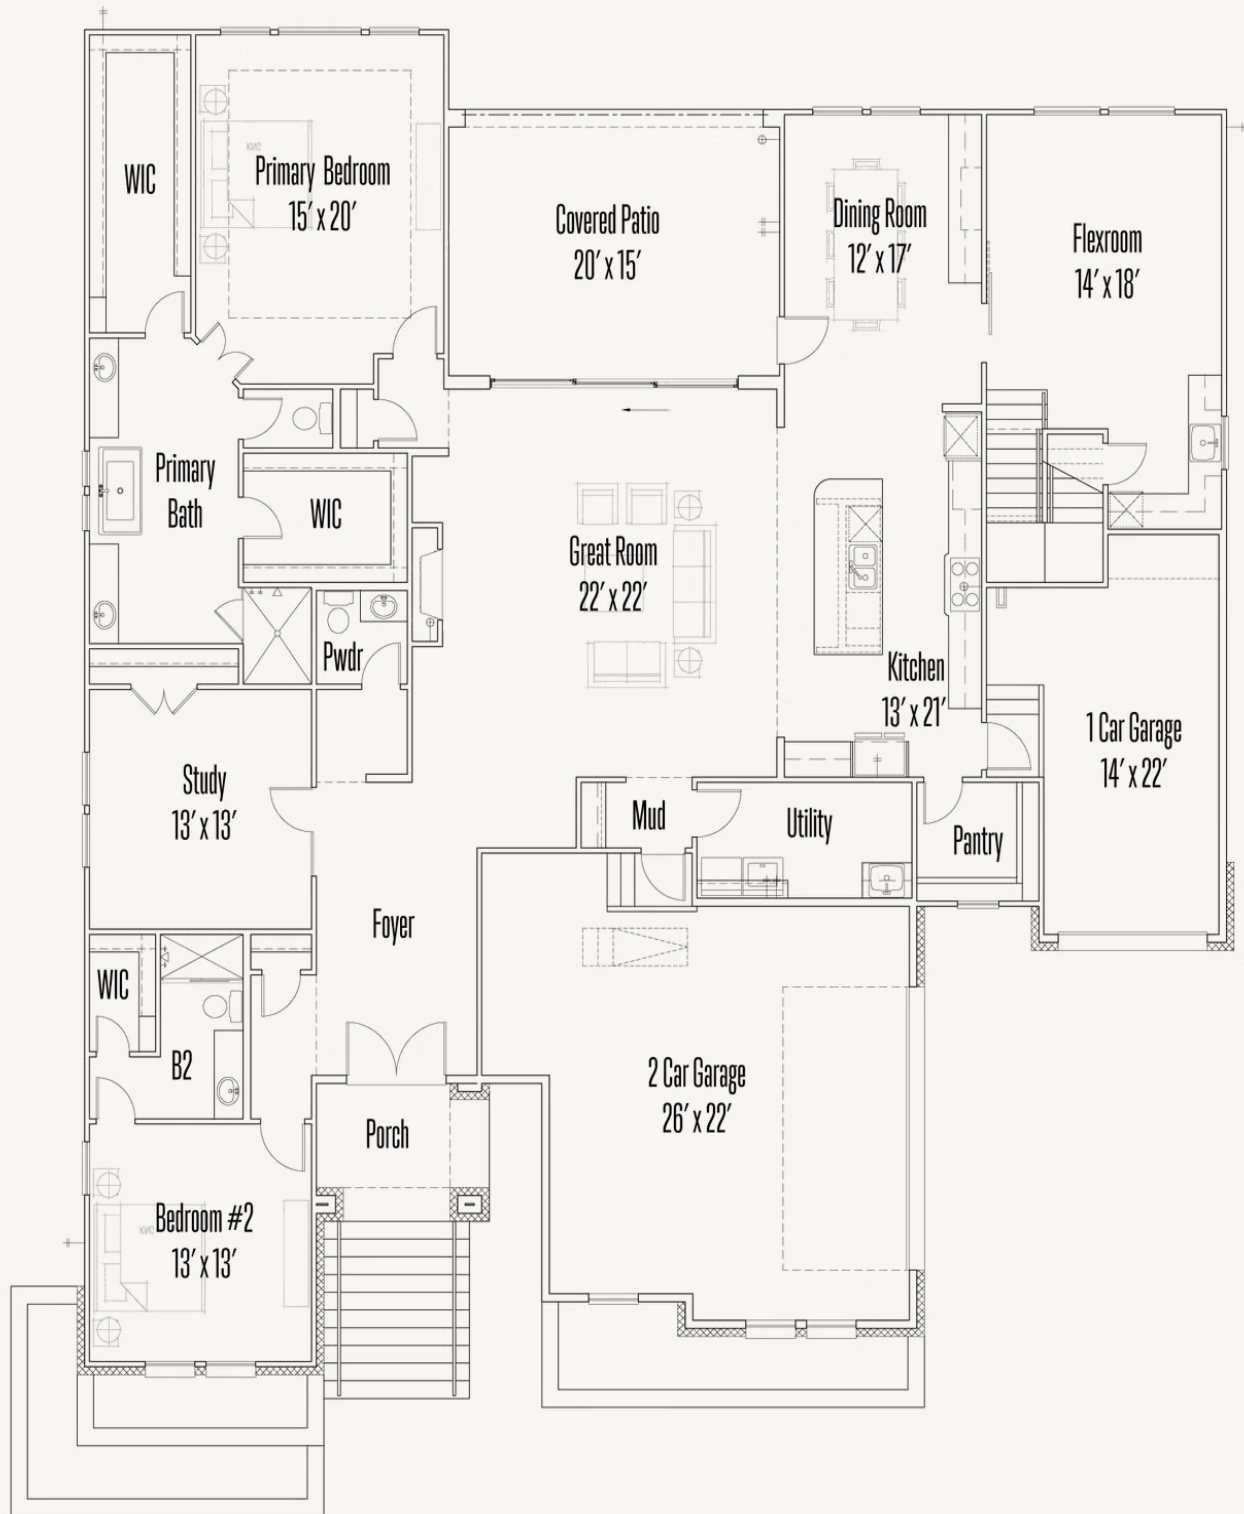 WIC
Primary Bedroom
15' x 20'
KING
Covered Patio
20' x 15'
Dining Room
12' x 17'
Flexroom
14' x 18'
Primary
Bath
WIC
Great Room
22' x 22'
Pwdr
Kitchen
13' x 21'
1 Car Garage
14' x 22'
Study
13' x 13'
Mud
Utility
Pantry
Foyer
WIC
B2
2 Car Garage
26' x 22'
Porch
Bedroom #2
13' x 13'
KING